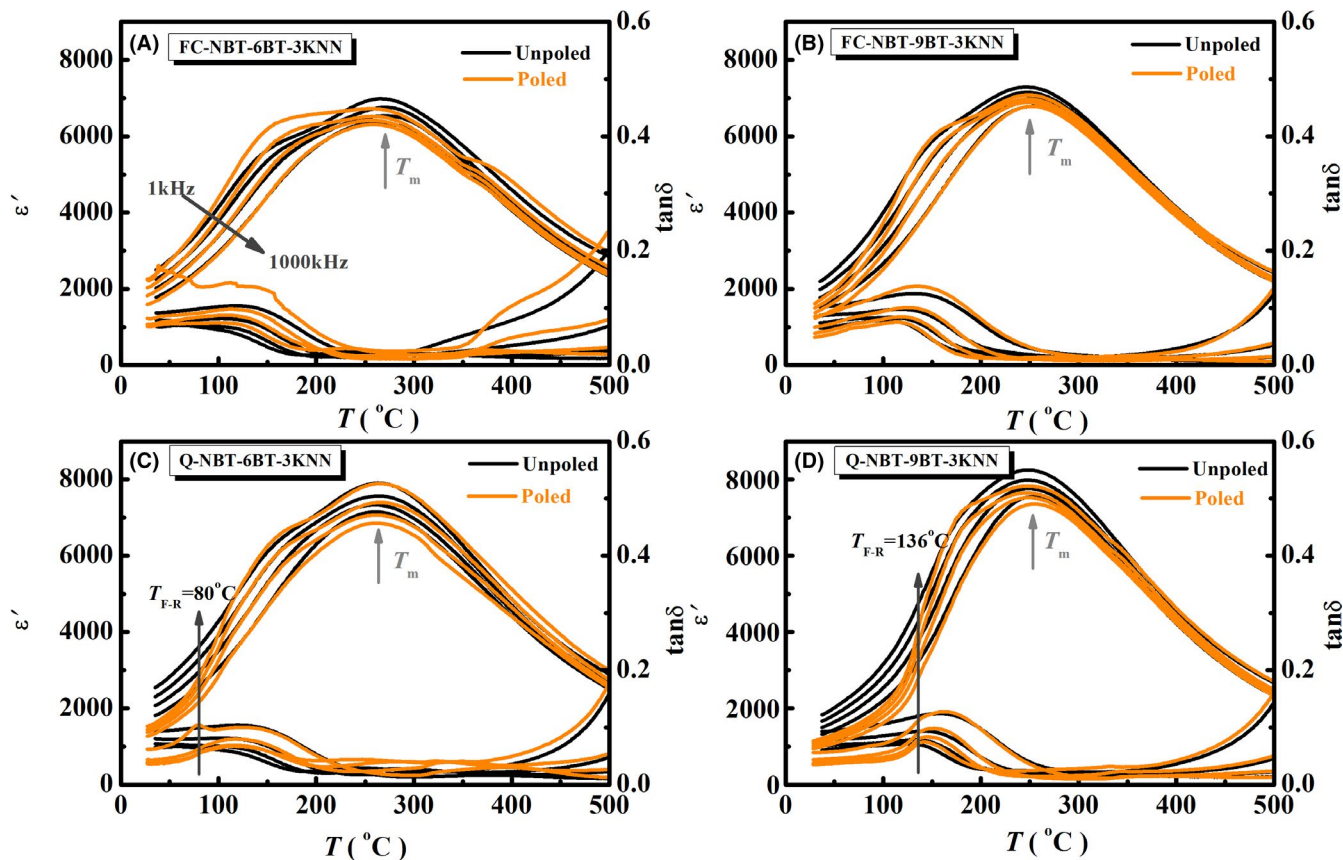 (A) FC-NBT-6BT-3KNN
Unpoled
Poled
1kHz
1000kHz
Tm
ε′
8000
6000
4000
2000
0
0.6
0.4
0.2
0.0
tanδ
0 100 200 300 400 500
T ( °C )
(B) FC-NBT-9BT-3KNN
Unpoled
Poled
Tm
ε′
8000
6000
4000
2000
0
0.6
0.4
0.2
0.0
tanδ
0 100 200 300 400 500
T ( °C )
(C) Q-NBT-6BT-3KNN
Unpoled
Poled
TF-R=80°C
Tm
ε′
8000
6000
4000
2000
0
0.6
0.4
0.2
0.0
tanδ
0 100 200 300 400 500
T ( °C )
(D) Q-NBT-9BT-3KNN
Unpoled
Poled
TF-R=136°C
Tm
ε′
8000
6000
4000
2000
0
0.6
0.4
0.2
0.0
tanδ
0 100 200 300 400 500
T ( °C )